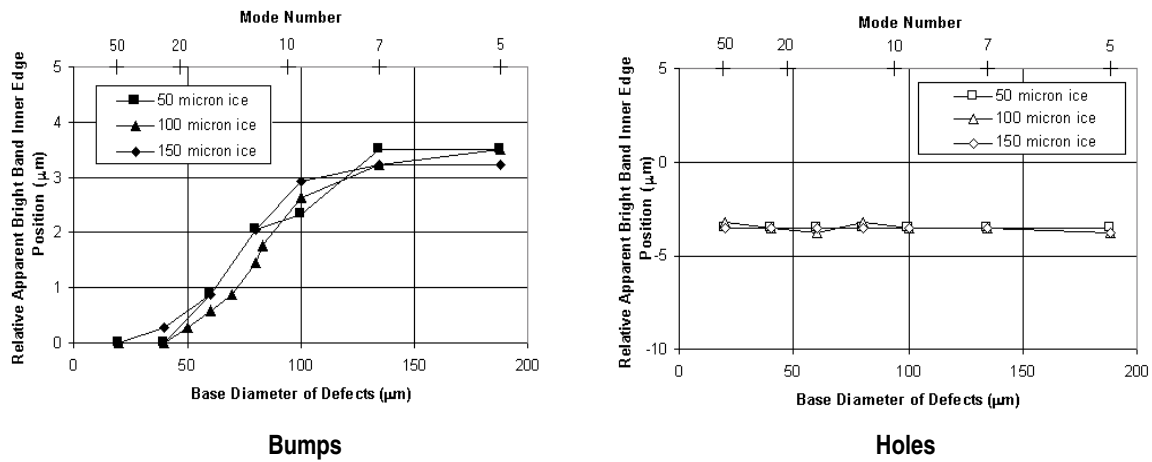 Mode Number
50 20 10 7 5
5
4
3
2
1
0
0 50 100 150 200
Relative Apparent Bright Band Inner Edge
Position (μm)
50 micron ice
100 micron ice
150 micron ice
Base Diameter of Defects (μm)
Bumps
Mode Number
50 20 10 7 5
5
0
-5
-10
0 50 100 150 200
Relative Apparent Bright Band Inner Edge
Position (μm)
50 micron ice
100 micron ice
150 micron ice
Base Diameter of Defects (μm)
Holes